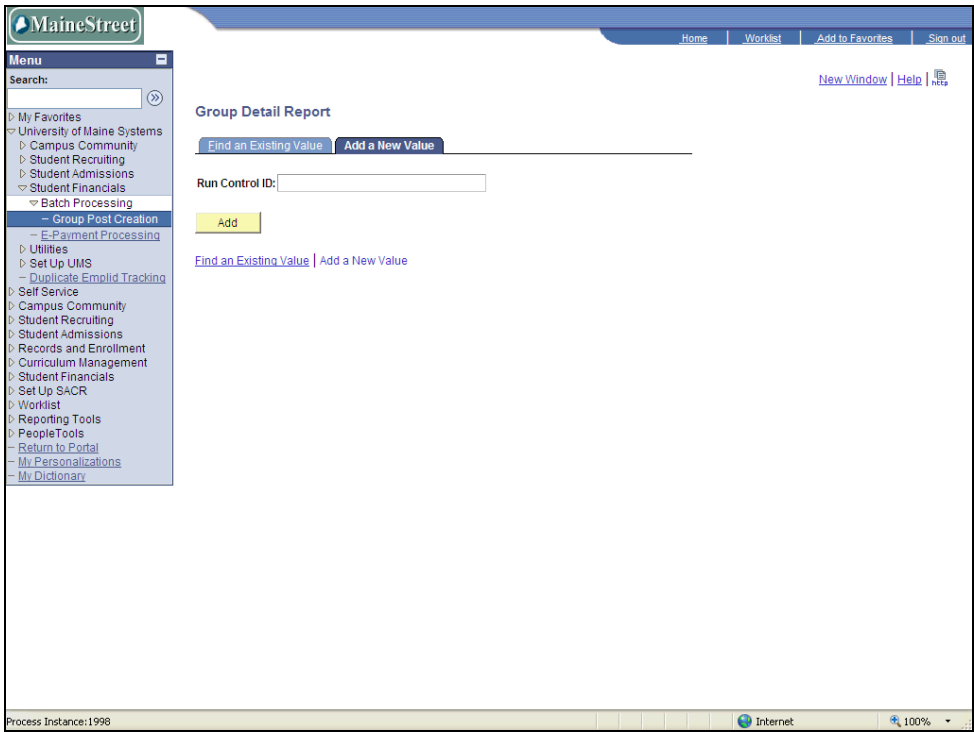 MaineStreet
Home Worklist Add to Favorites Sign out
Menu
Search:
My Favorites
University of Maine Systems
Campus Community
Student Recruiting
Student Admissions
Student Financials
Batch Processing
Group Post Creation
E-Payment Processing
Utilities
Set Up UMS
Duplicate Emplid Tracking
Self Service
Campus Community
Student Recruiting
Student Admissions
Records and Enrollment
Curriculum Management
Student Financials
Set Up SACR
Worklist
Reporting Tools
PeopleTools
Return to Portal
My Personalizations
My Dictionary
New Window | Help | http
Group Detail Report
Find an Existing Value Add a New Value
Run Control ID:
Add
Find an Existing Value | Add a New Value
Process Instance:1998 Internet 100%